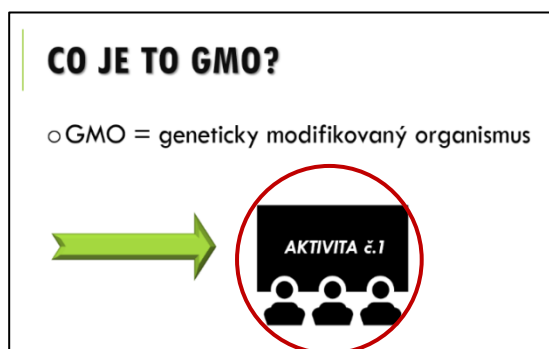 CO JE TO GMO?
GMO = geneticky modifikovaný organismus
AKTIVITA č.1